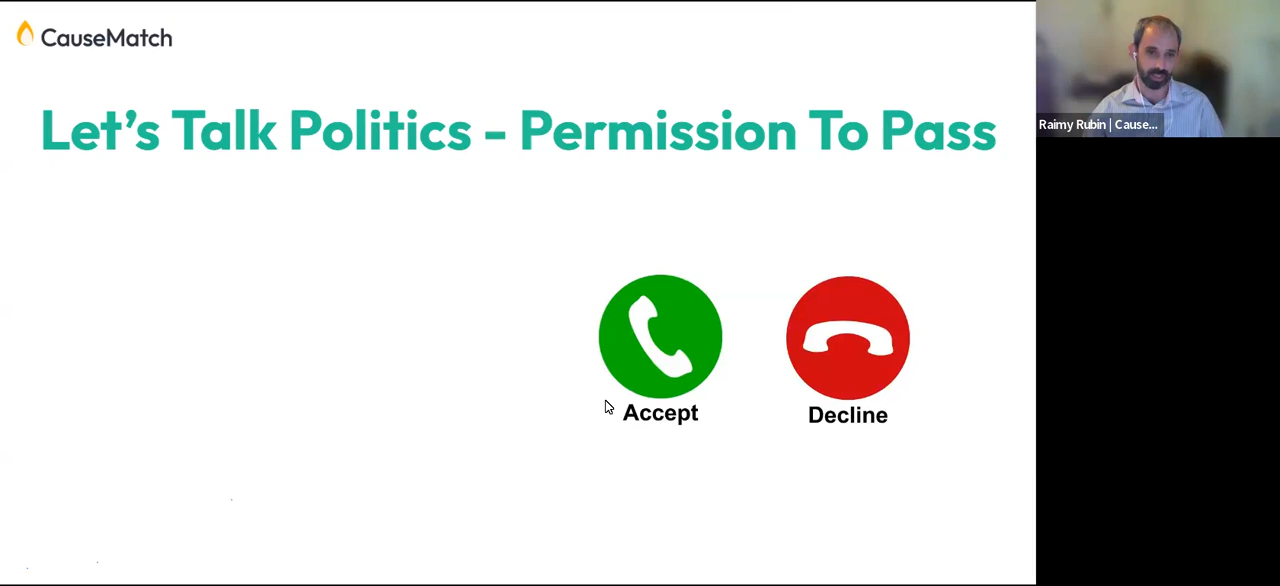 CauseMatch
Let's Talk Politics - Permission To Pass
Raimy Rubin | Cause...
Accept
Decline